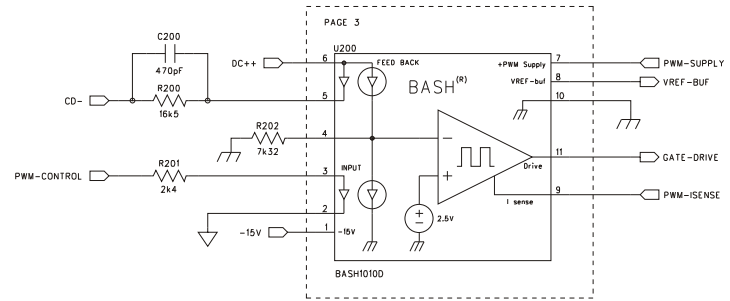 PAGE 3
C200
470pF
R200
16k5
CD-
DC++
6
5
U200
FEED BACK
BASH(R)
+PWM Supply
7
PWM-SUPPLY
VREF-buf
8
VREF-BUF
10
R202
7k32
4
11
GATE-DRIVE
Drive
PWM-CONTROL
R201
2k4
3
INPUT
9
PWM-ISENSE
I sense
2
2.5V
-15V
1
-15V
BASH1010D